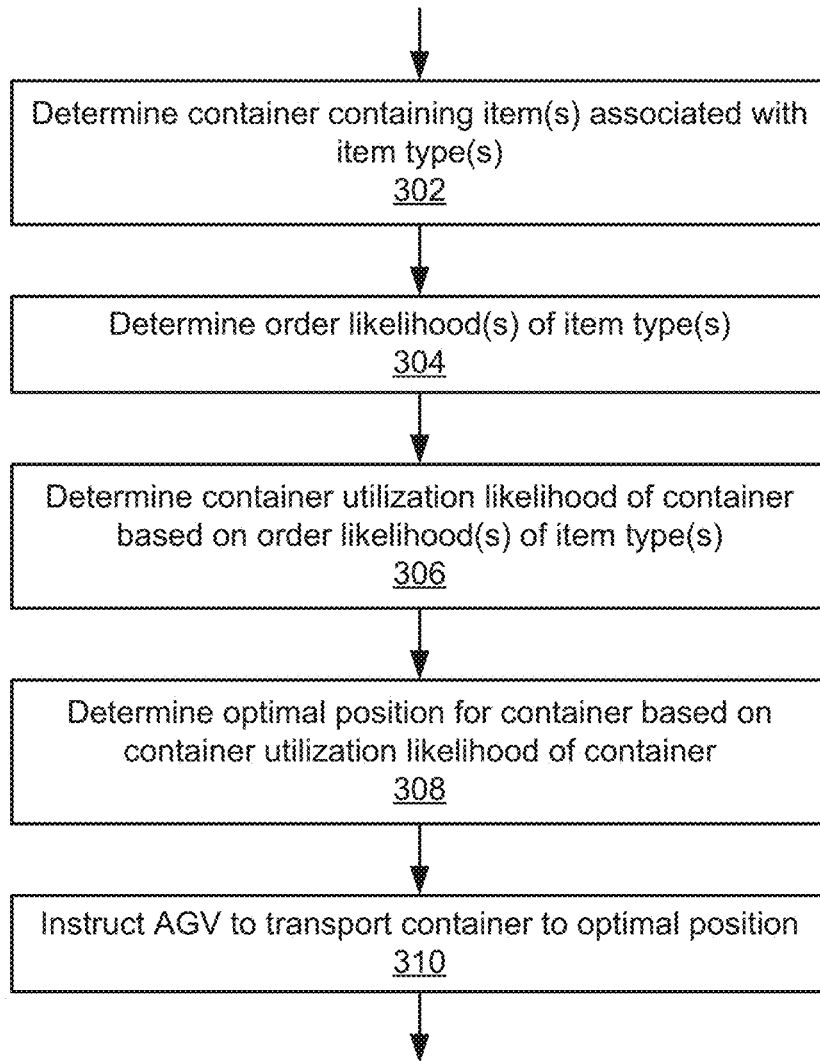 Determine container containing item(s) associated with
item type(s)
302
Determine order likelihood(s) of item type(s)
304
Determine container utilization likelihood of container
based on order likelihood(s) of item type(s)
306
Determine optimal position for container based on
container utilization likelihood of container
308
Instruct AGV to transport container to optimal position
310